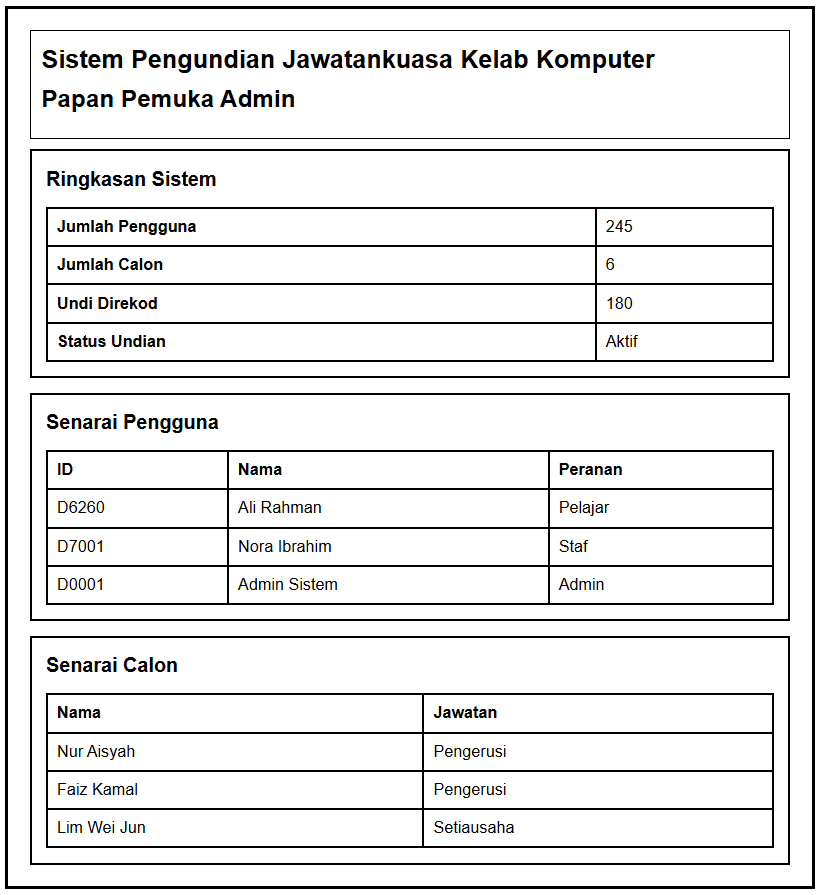 Sistem Pengundian Jawatankuasa Kelab Komputer
Papan Pemuka Admin
Ringkasan Sistem
Jumlah Pengguna 245
Jumlah Calon 6
Undi Direkod 180
Status Undian Aktif
Senarai Pengguna
ID Nama Peranan
D6260 Ali Rahman Pelajar
D7001 Nora Ibrahim Staf
D0001 Admin Sistem Admin
Senarai Calon
Nama Jawatan
Nur Aisyah Pengerusi
Faiz Kamal Pengerusi
Lim Wei Jun Setiausaha